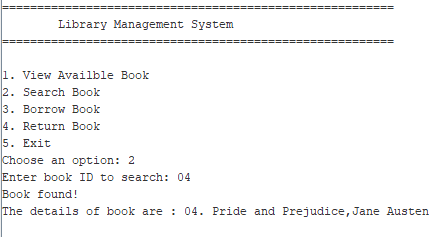 ========================================================
Library Management System
========================================================
1. View Availble Book
2. Search Book
3. Borrow Book
4. Return Book
5. Exit
Choose an option: 2
Enter book ID to search: 04
Book found!
The details of book are : 04. Pride and Prejudice,Jane Austen